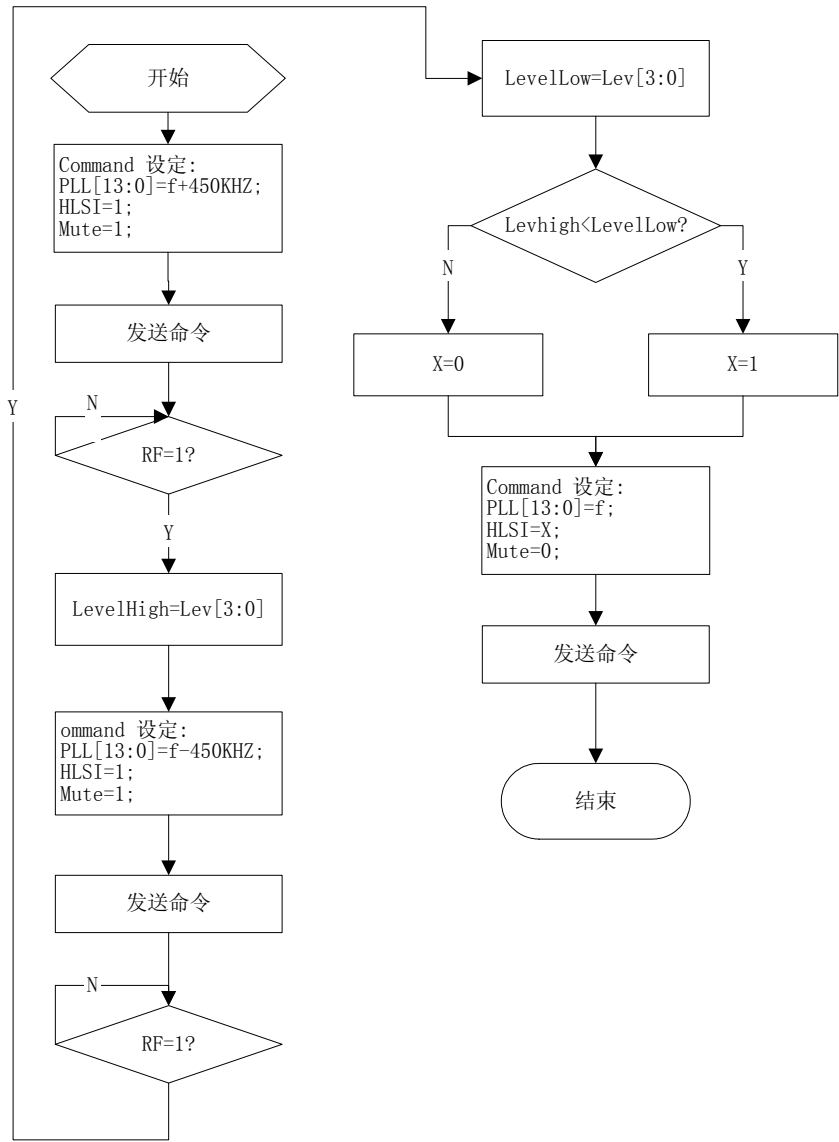 开始
Command 设定:
PLL[13:0]=f+450KHZ;
HLSI=1;
Mute=1;
发送命令
N
RF=1?
Y
LevelHigh=Lev[3:0]
ommand 设定:
PLL[13:0]=f-450KHZ;
HLSI=1;
Mute=1;
发送命令
N
RF=1?
Y
LevelLow=Lev[3:0]
Levhigh<LevelLow?
N
Y
X=0
X=1
Command 设定:
PLL[13:0]=f;
HLSI=X;
Mute=0;
发送命令
结束